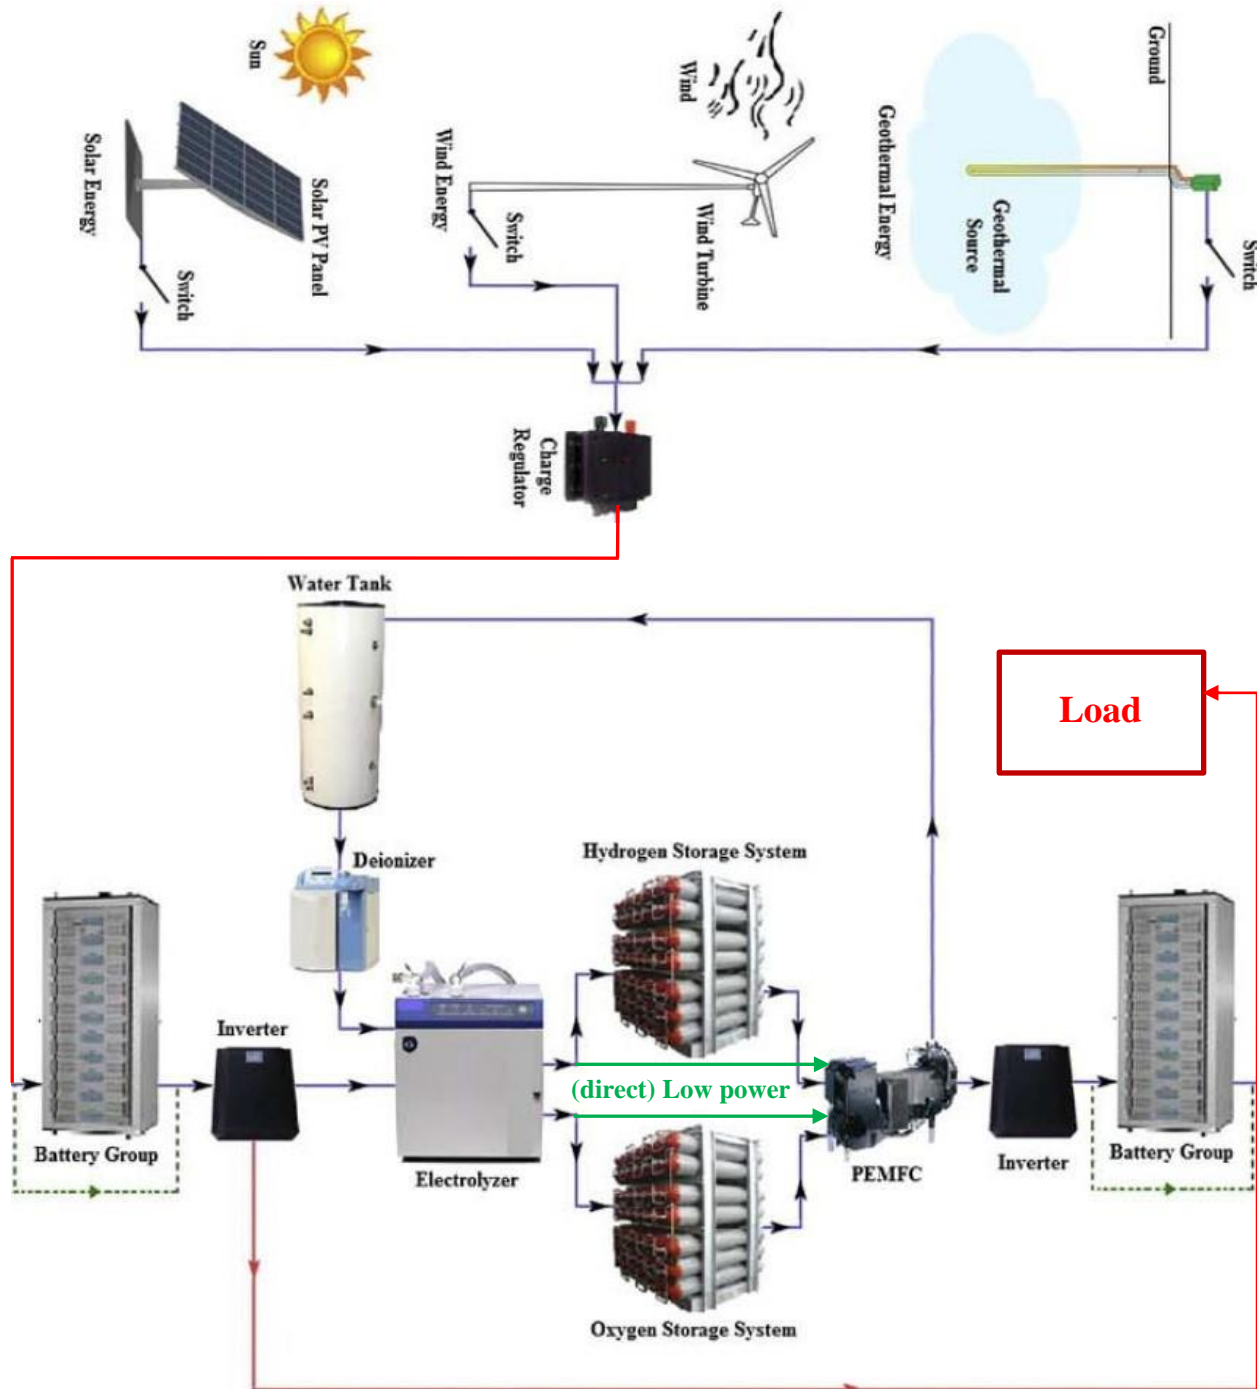 Sun
Solar Energy
Solar PV Panel
Switch
Wind
Wind Energy
Switch
Wind Turbine
Ground
Geothermal Energy
Geothermal
Source
Switch
Charge
Regulator
Water Tank
Load
Deionizer
Hydrogen Storage System
Inverter
(direct) Low power
Battery Group
Electrolyzer
PEMFC
Inverter
Battery Group
Oxygen Storage System